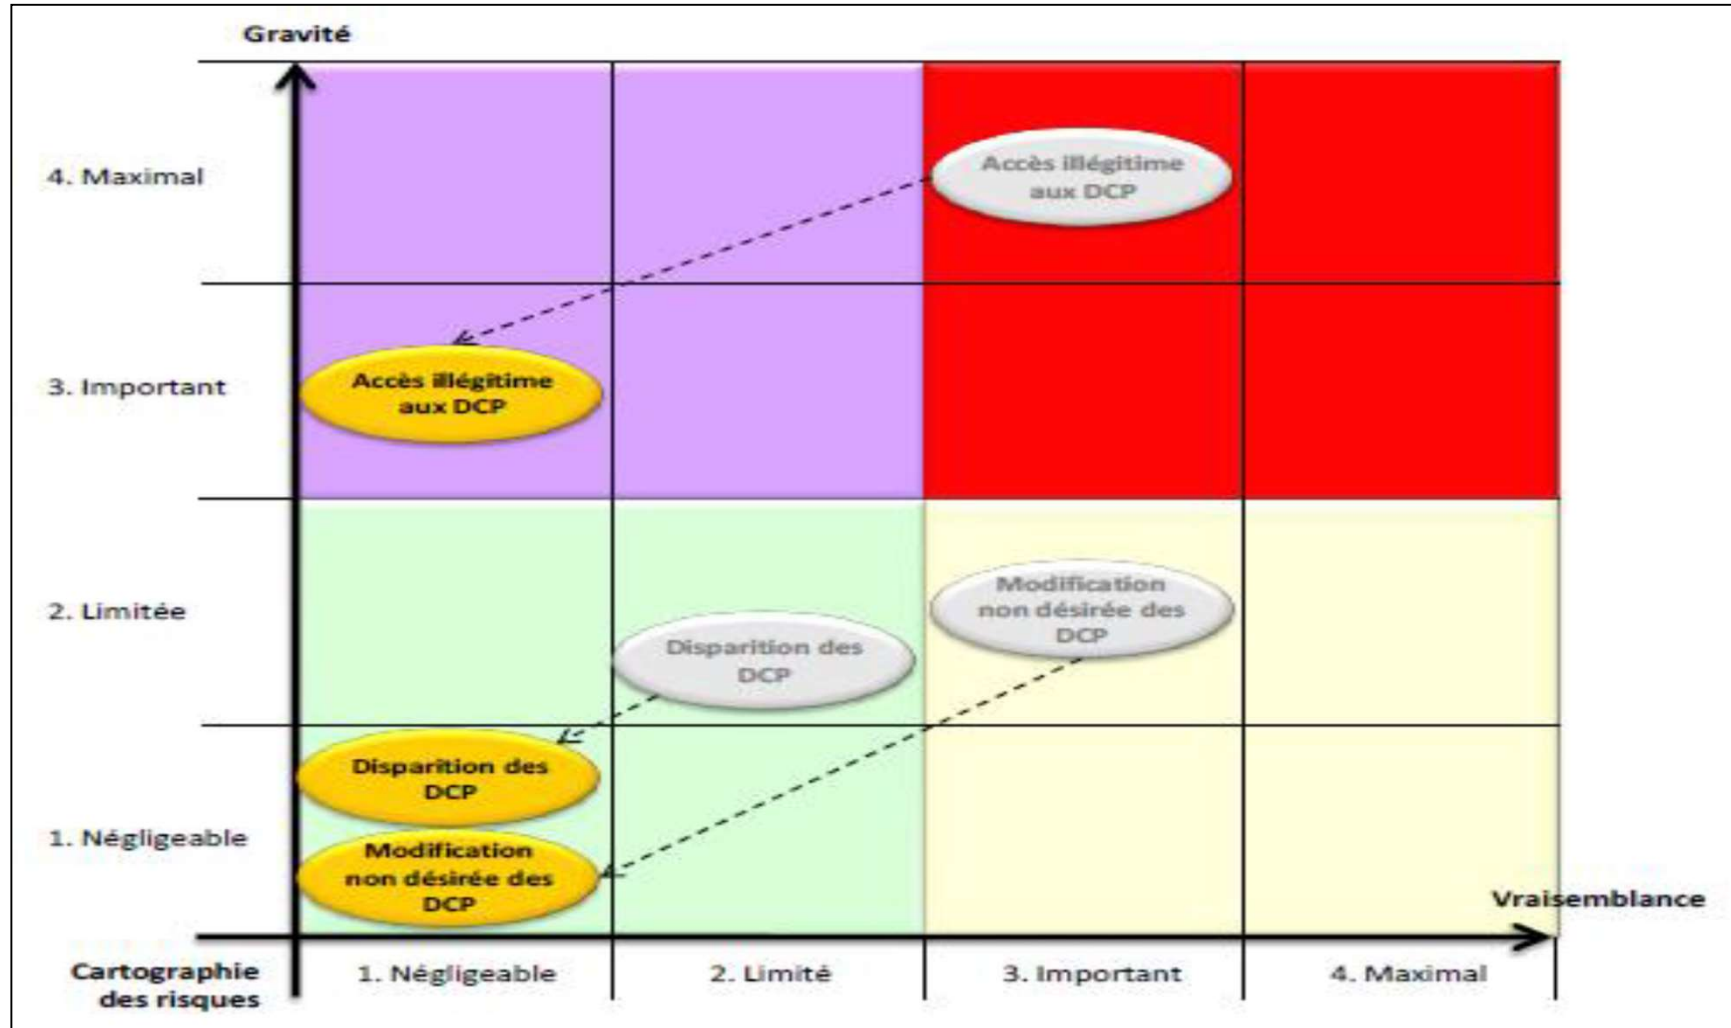 Gravité
4. Maximal
Accès illégitime
aux DCP
3. Important
Accès illégitime
aux DCP
2. Limitée
Modification
non désirée des
DCP
Disparition des
DCP
Disparition des
DCP
1. Négligeable
Modification
non désirée des
DCP
Vraisemblance
Cartographie
des risques
1. Négligeable
2. Limité
3. Important
4. Maximal